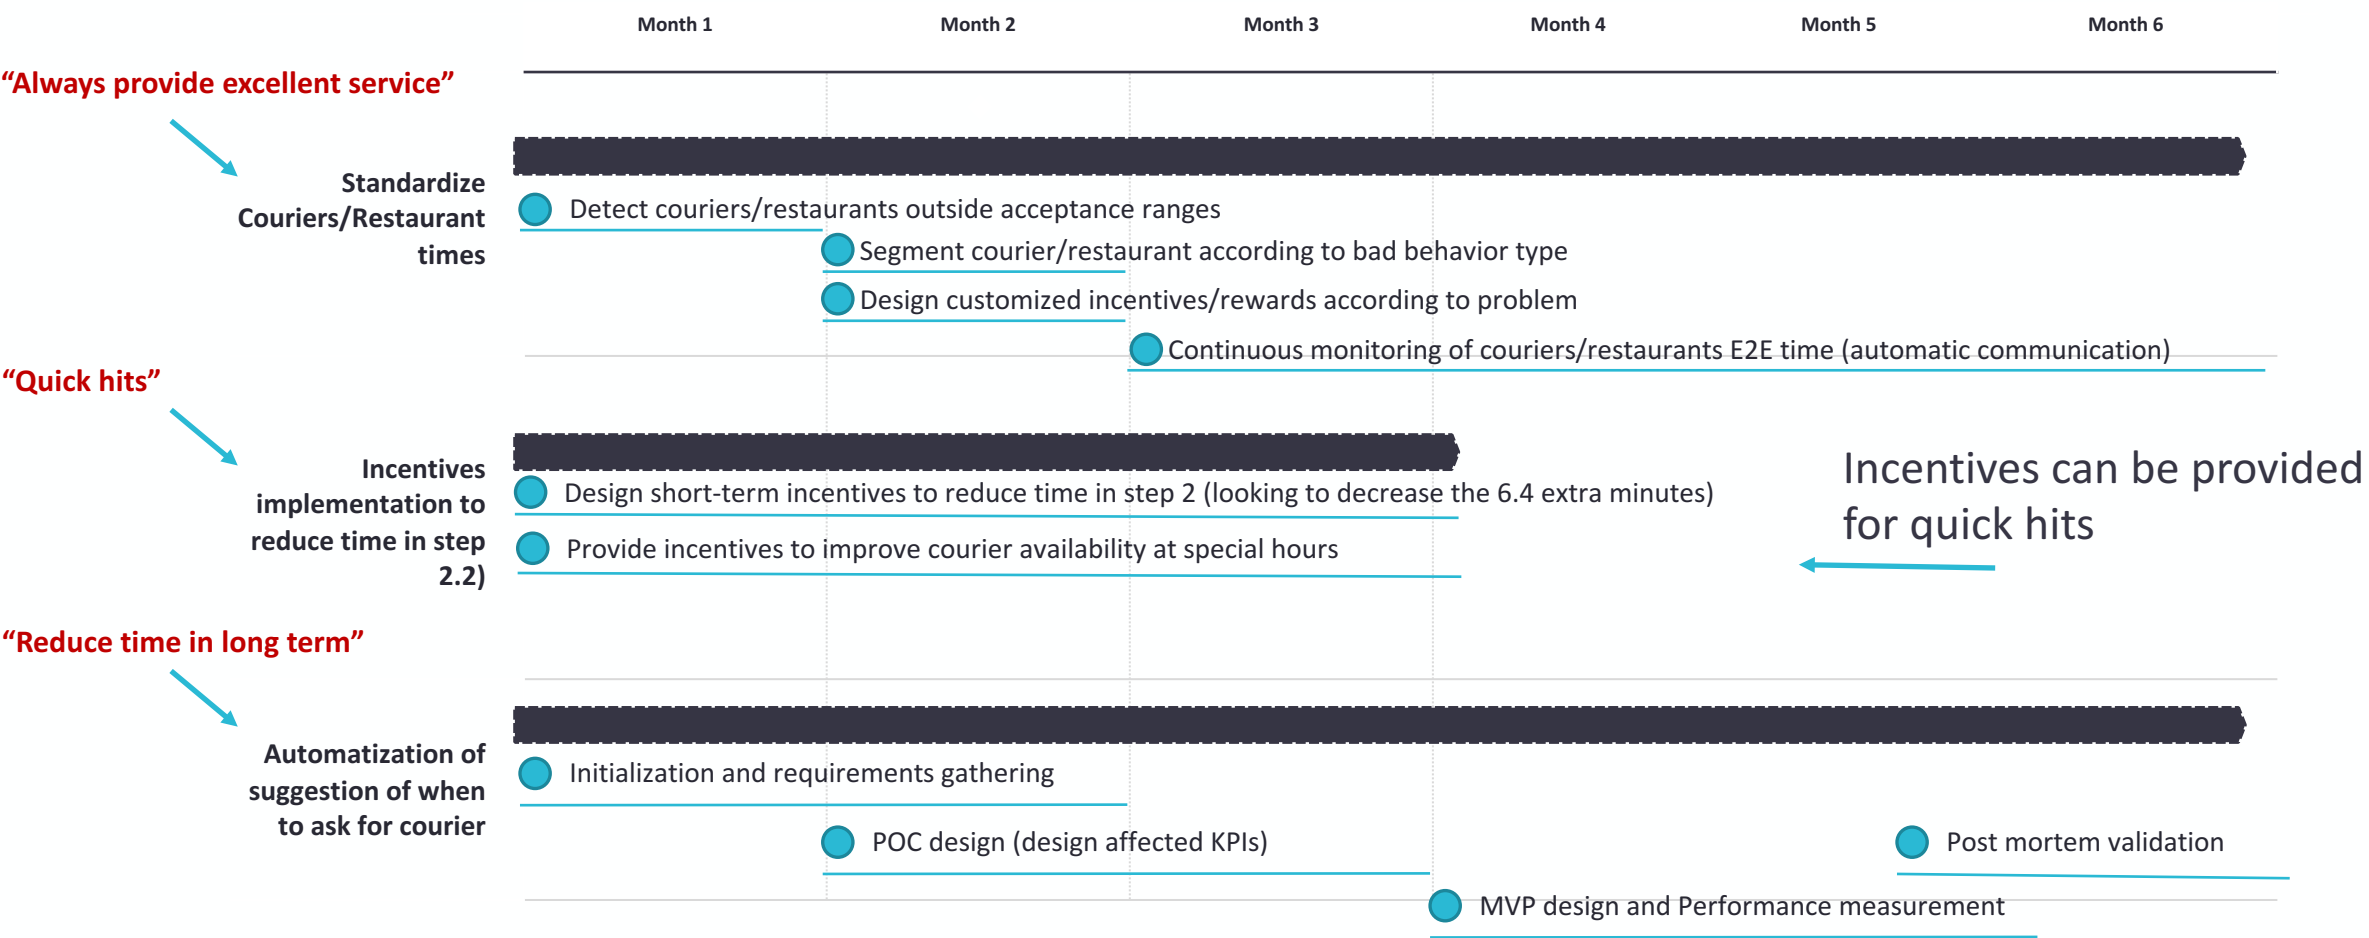 Month 1
Month 2
Month 3
Month 4
Month 5
Month 6
“Always provide excellent service”
Standardize
Couriers/Restaurant
times
Detect couriers/restaurants outside acceptance ranges
Segment courier/restaurant according to bad behavior type
Design customized incentives/rewards according to problem
Continuous monitoring of couriers/restaurants E2E time (automatic communication)
“Quick hits”
Incentives
implementation to
reduce time in step
2.2)
Design short-term incentives to reduce time in step 2 (looking to decrease the 6.4 extra minutes)
Provide incentives to improve courier availability at special hours
Incentives can be provided
for quick hits
“Reduce time in long term”
Automatization of
suggestion of when
to ask for courier
Initialization and requirements gathering
POC design (design affected KPIs)
Post mortem validation
MVP design and Performance measurement